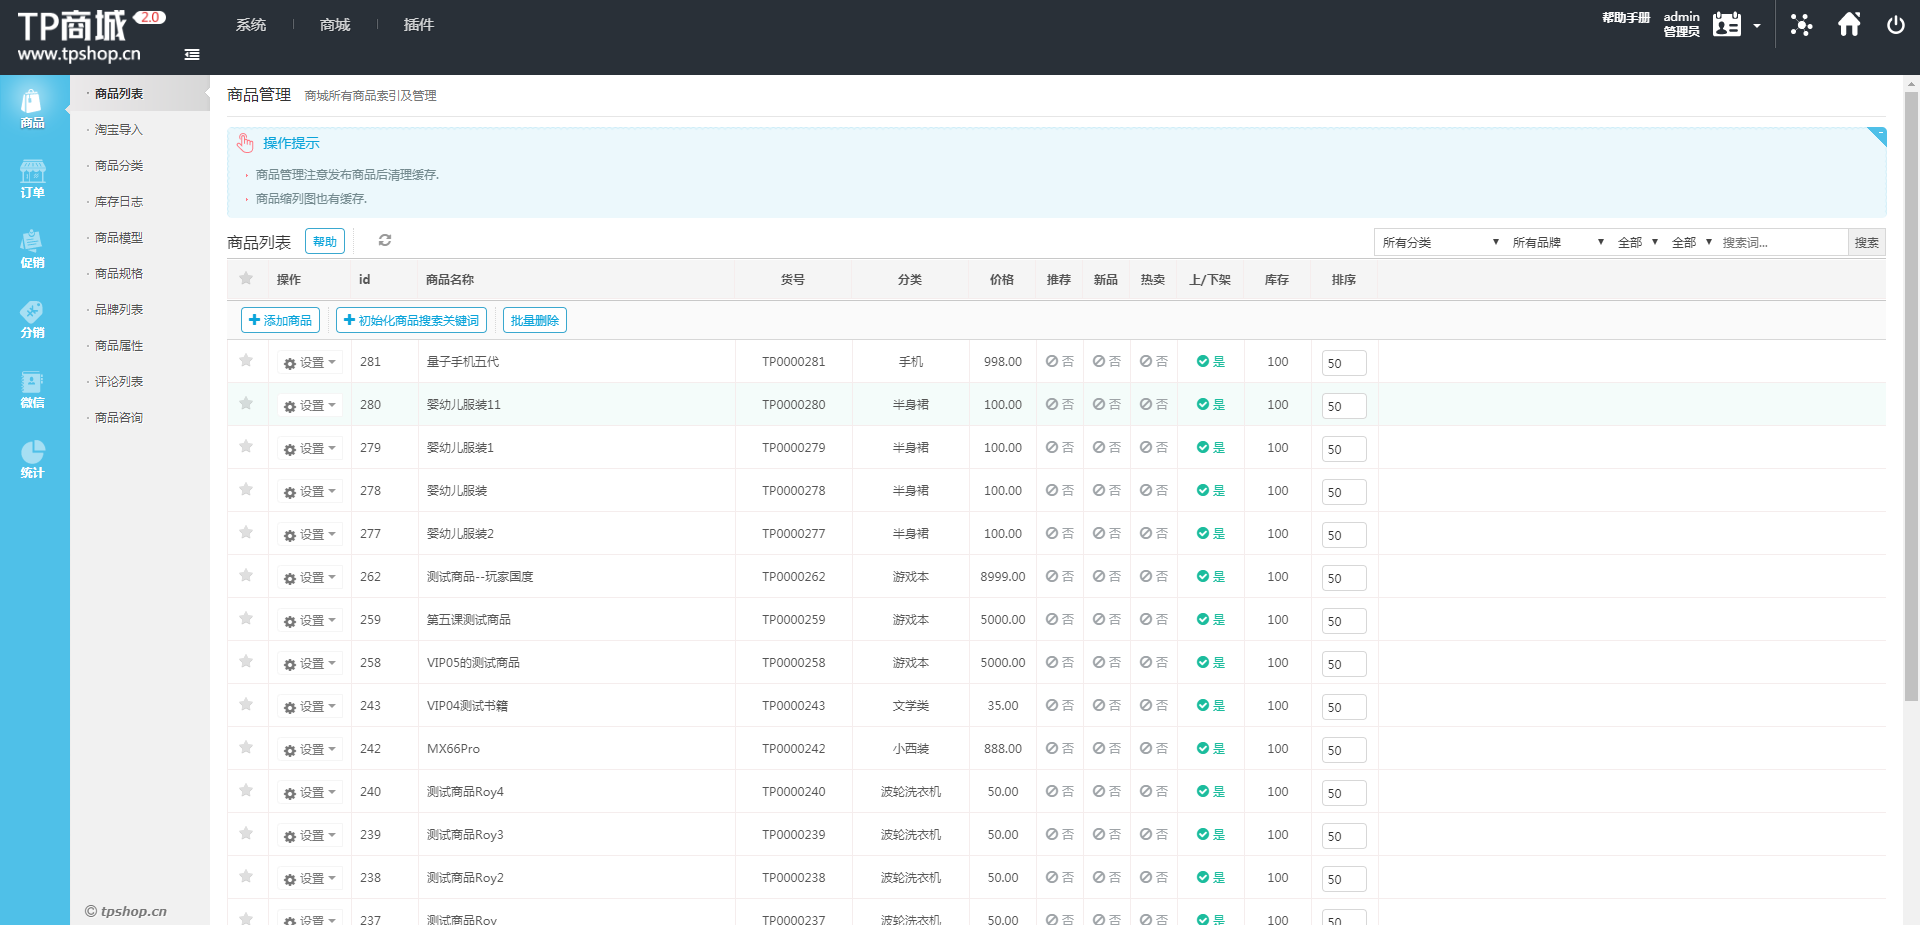 TP商城 2.0
www.tpshop.cn
系统 商城 插件
帮助手册 admin
管理员
商品
订单
促销
分销
微信
统计
· 商品列表
· 淘宝导入
· 商品分类
· 库存日志
· 商品模型
· 商品规格
· 品牌列表
· 商品属性
· 评论列表
· 商品咨询
© tpshop.cn
商品管理 商城所有商品索引及管理
操作提示
商品管理注意发布商品后清理缓存.
商品缩列图也有缓存.
商品列表 帮助 所有分类 所有品牌 全部 全部 搜索词... 搜索
操作 id 商品名称 货号 分类 价格 推荐 新品 热卖 上/下架 库存 排序
添加商品 初始化商品搜索关键词 批量删除
设置 281 量子手机五代 TP0000281 手机 998.00 否 否 否 是 100 50
设置 280 婴幼儿服装11 TP0000280 半身裙 100.00 否 否 否 是 100 50
设置 279 婴幼儿服装1 TP0000279 半身裙 100.00 否 否 否 是 100 50
设置 278 婴幼儿服装 TP0000278 半身裙 100.00 否 否 否 是 100 50
设置 277 婴幼儿服装2 TP0000277 半身裙 100.00 否 否 否 是 100 50
设置 262 测试商品--玩家国度 TP0000262 游戏本 8999.00 否 否 否 是 100 50
设置 259 第五课测试商品 TP0000259 游戏本 5000.00 否 否 否 是 100 50
设置 258 VIP05的测试商品 TP0000258 游戏本 5000.00 否 否 否 是 100 50
设置 243 VIP04测试书籍 TP0000243 文学类 35.00 否 否 否 是 100 50
设置 242 MX66Pro TP0000242 小西装 888.00 否 否 否 是 100 50
设置 240 测试商品Roy4 TP0000240 波轮洗衣机 50.00 否 否 否 是 100 50
设置 239 测试商品Roy3 TP0000239 波轮洗衣机 50.00 否 否 否 是 100 50
设置 238 测试商品Roy2 TP0000238 波轮洗衣机 50.00 否 否 否 是 100 50
设置 237 测试商品Roy TP0000237 波轮洗衣机 50.00 否 否 否 是 100 50